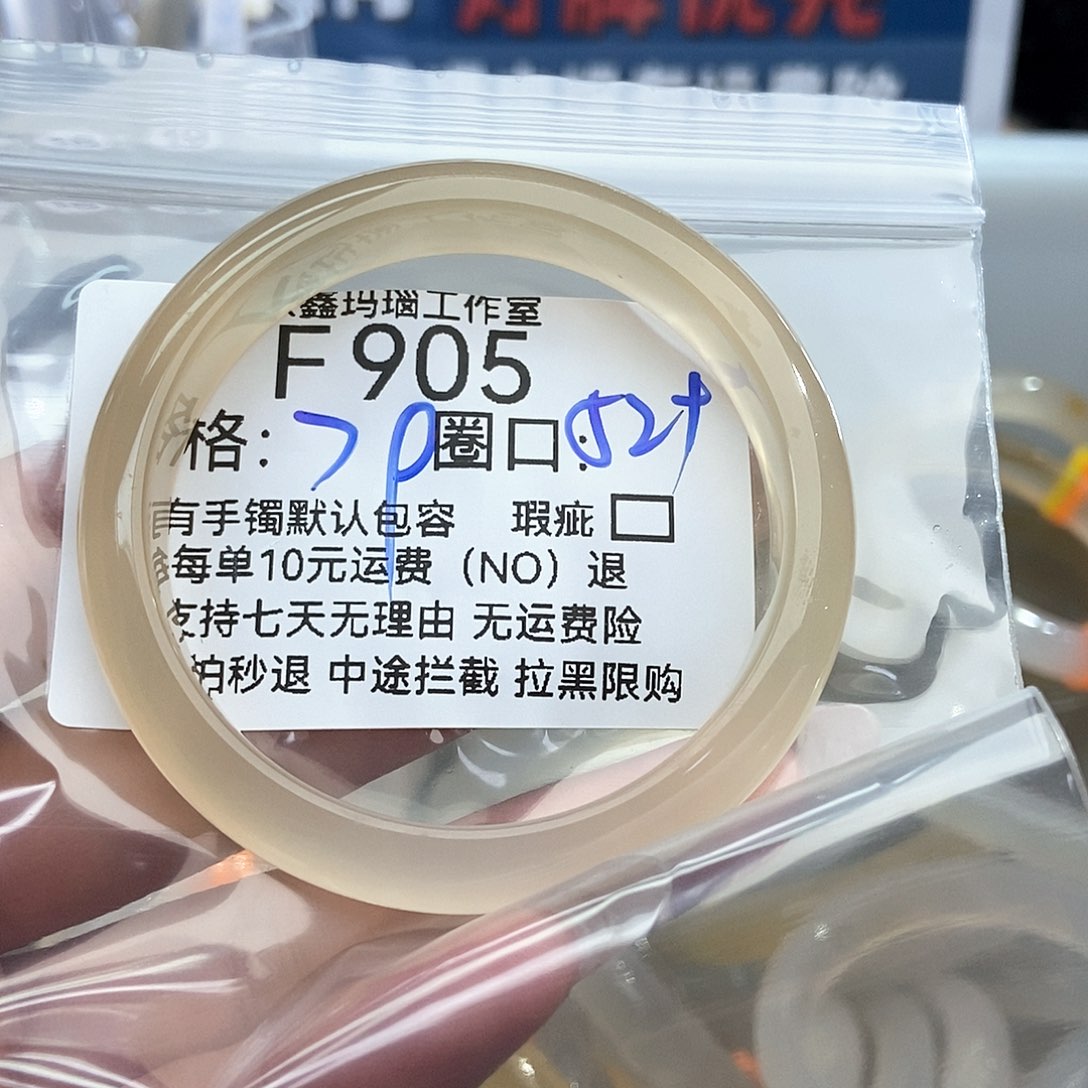 鑫玛瑙工作室
F905
格:7P圈口:52+
有手镯默认包容 瑕疵□
每单10元运费（NO）退
支持七天无理由 无运费险
拍秒退 中途拦截 拉黑限购